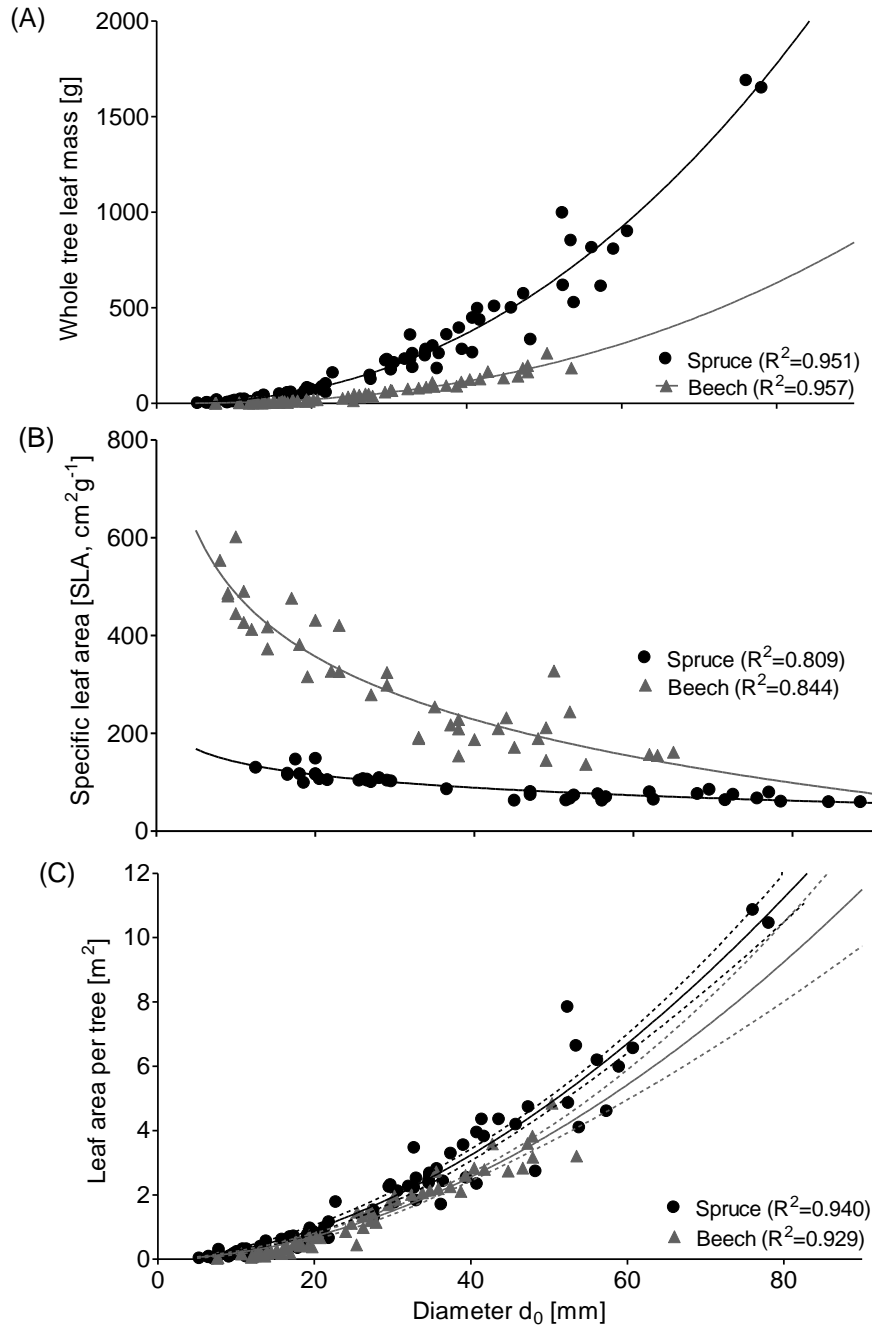 (A)
Whole tree leaf mass [g]
2000
1500
1000
500
0
Spruce (R²=0.951)
Beech (R²=0.957)
(B)
Specific leaf area [SLA, cm²g⁻¹]
800
600
400
200
0
Spruce (R²=0.809)
Beech (R²=0.844)
(C)
Leaf area per tree [m²]
12
10
8
6
4
2
0
Spruce (R²=0.940)
Beech (R²=0.929)
0 20 40 60 80
Diameter d₀ [mm]